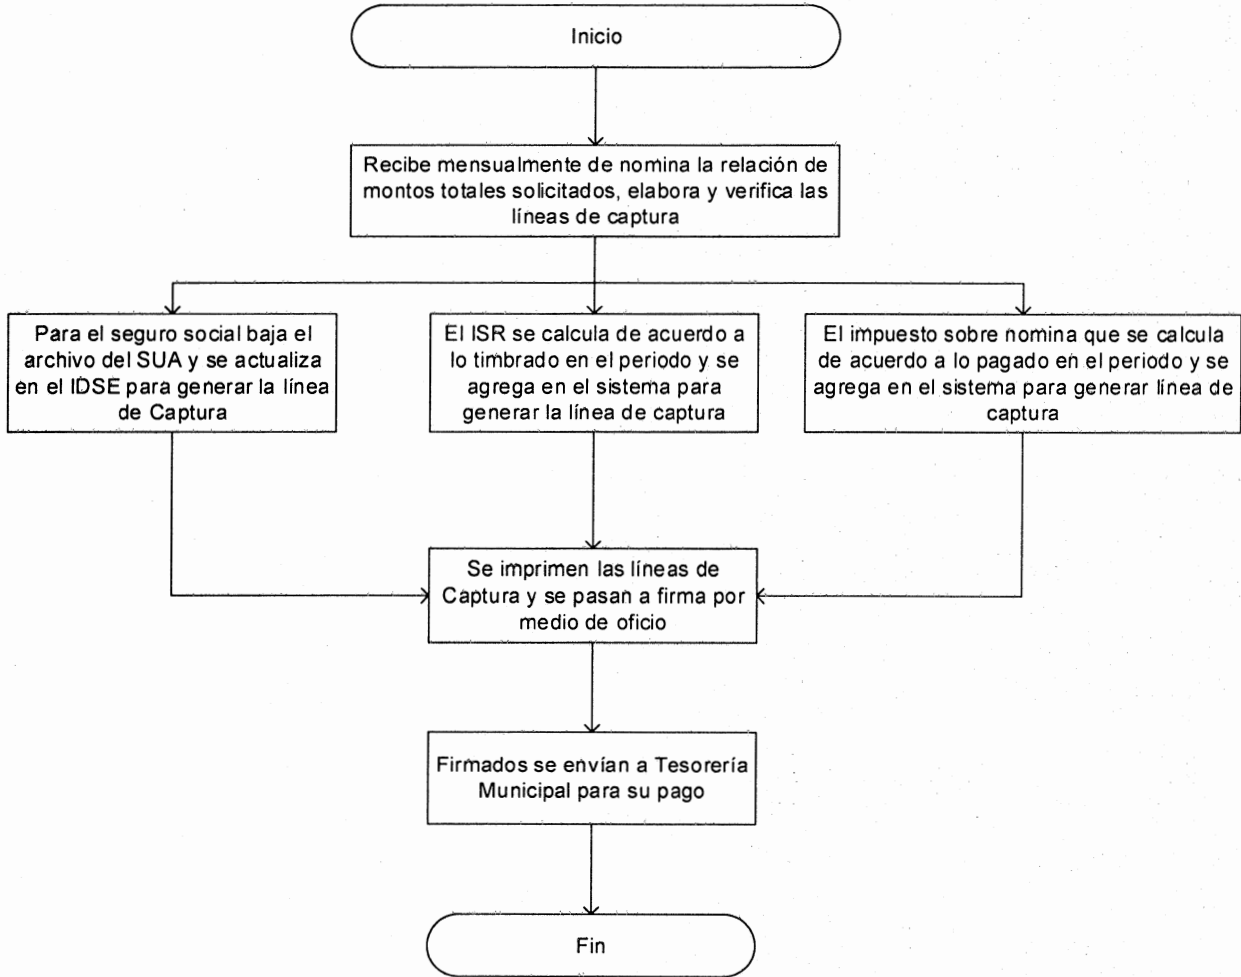 Inicio
Recibe mensualmente de nomina la relación de
montos totales solicitados, elabora y verifica las
líneas de captura
Para el seguro social baja el
archivo del SUA y se actualiza
en el IDSE para generar la línea
de Captura
El ISR se calcula de acuerdo a
lo timbrado en el periodo y se
agrega en el sistema para
generar la línea de captura
El impuesto sobre nomina que se calcula
de acuerdo a lo pagado en el periodo y se
agrega en el sistema para generar línea de
captura
Se imprimen las líneas de
Captura y se pasan a firma por
medio de oficio
Firmados se envían a Tesorería
Municipal para su pago
Fin